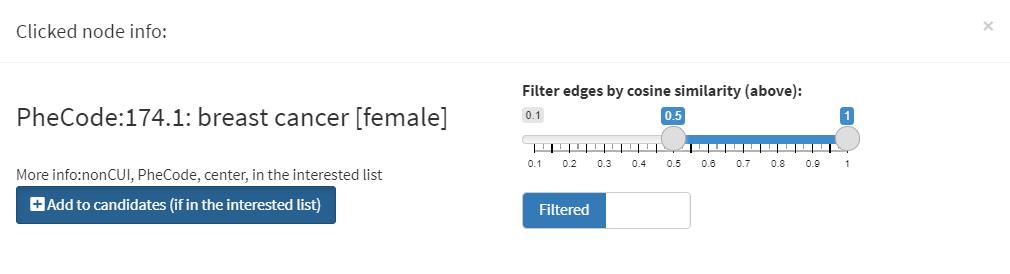 Clicked node info:
×
PheCode:174.1: breast cancer [female]
More info:nonCUI, PheCode, center, in the interested list
Add to candidates (if in the interested list)
Filter edges by cosine similarity (above):
0.1 0.5 1
0.1 0.2 0.3 0.4 0.5 0.6 0.7 0.8 0.9 1
Filtered